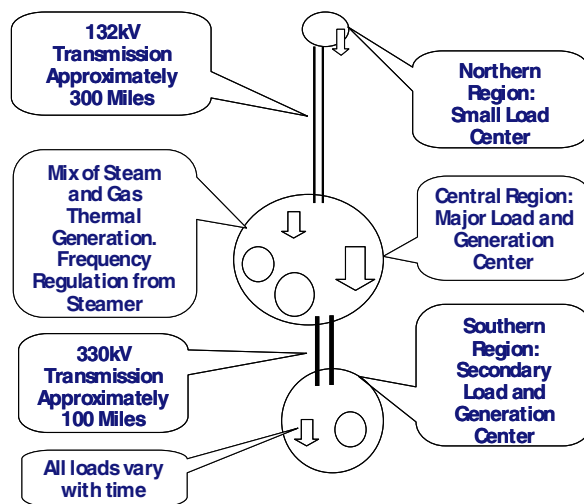 132kV
Transmission
Approximately
300 Miles
Northern
Region:
Small Load
Center
Mix of Steam
and Gas
Thermal
Generation.
Frequency
Regulation from
Steamer
Central Region:
Major Load and
Generation
Center
330kV
Transmission
Approximately
100 Miles
Southern
Region:
Secondary
Load and
Generation
Center
All loads vary
with time